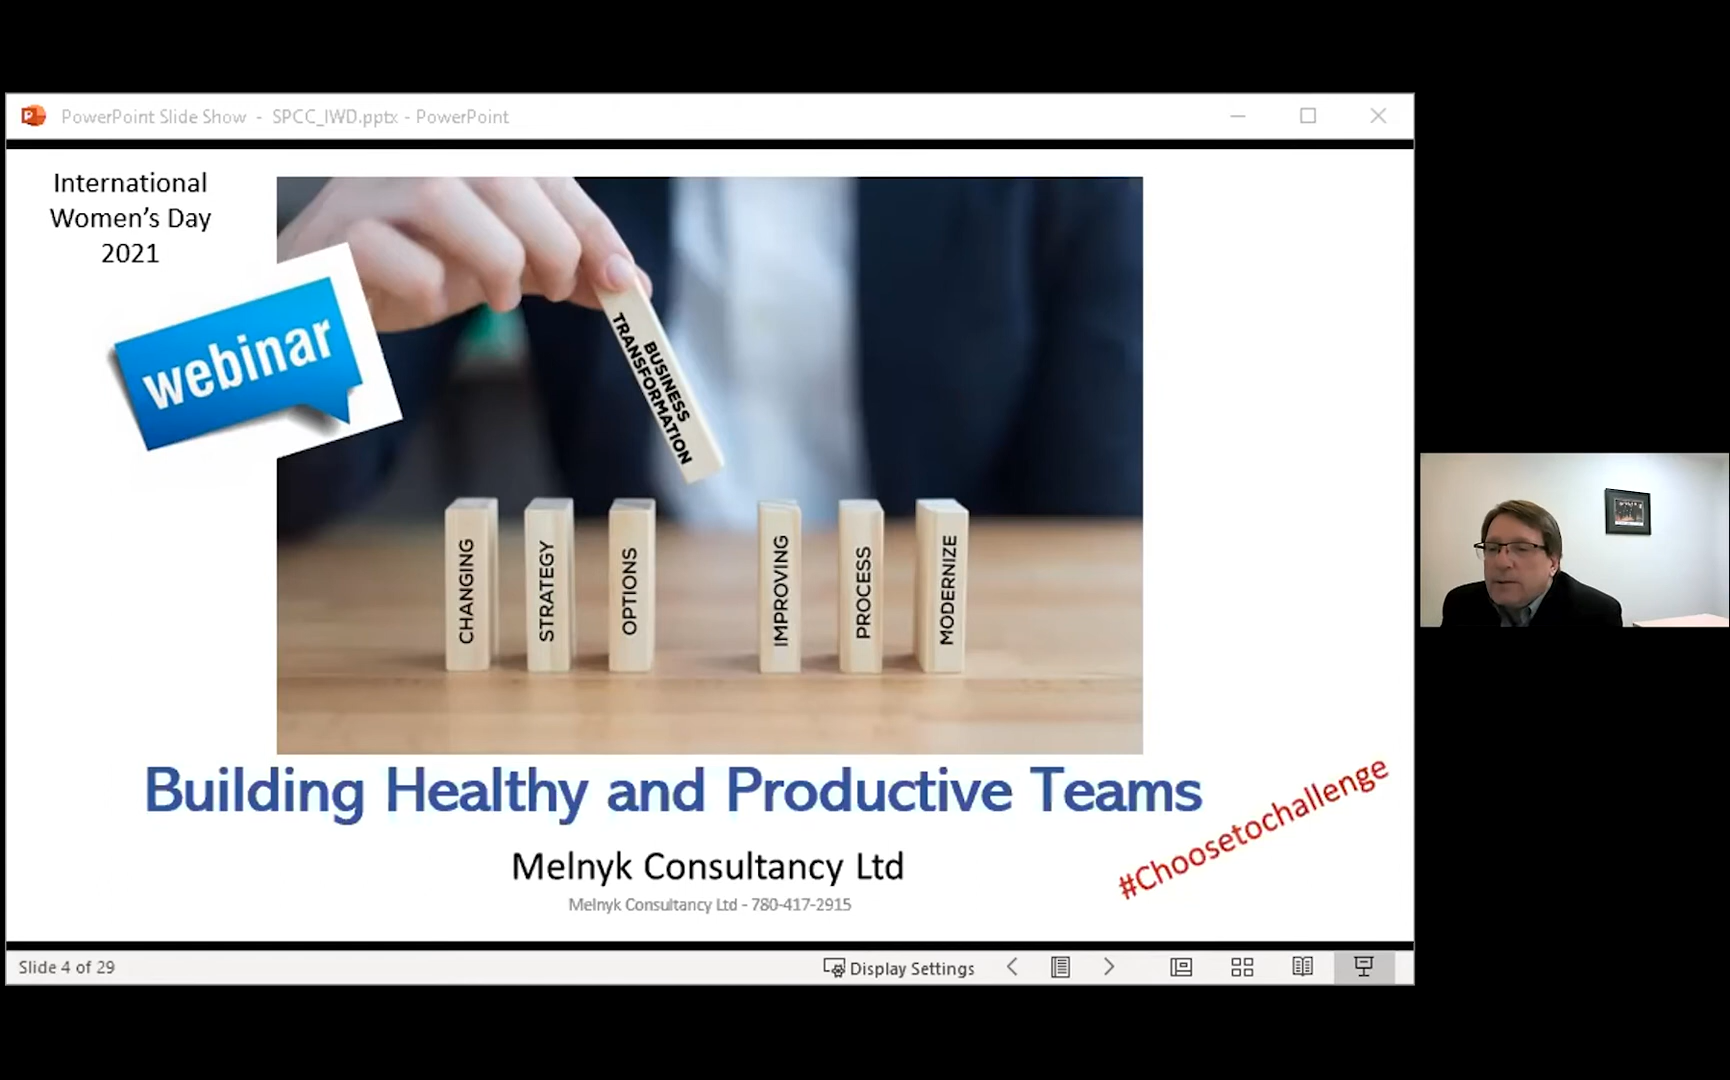 PowerPoint Slide Show - SPCC_IWD.pptx - PowerPoint
International
Women's Day
2021
webinar
BUSINESS
TRANSFORMATION
CHANGING
STRATEGY
OPTIONS
IMPROVING
PROCESS
MODERNIZE
Building Healthy and Productive Teams
#Choosetochallenge
Melnyk Consultancy Ltd
Melnyk Consultancy Ltd - 780-417-2915
Slide 4 of 29
Display Settings